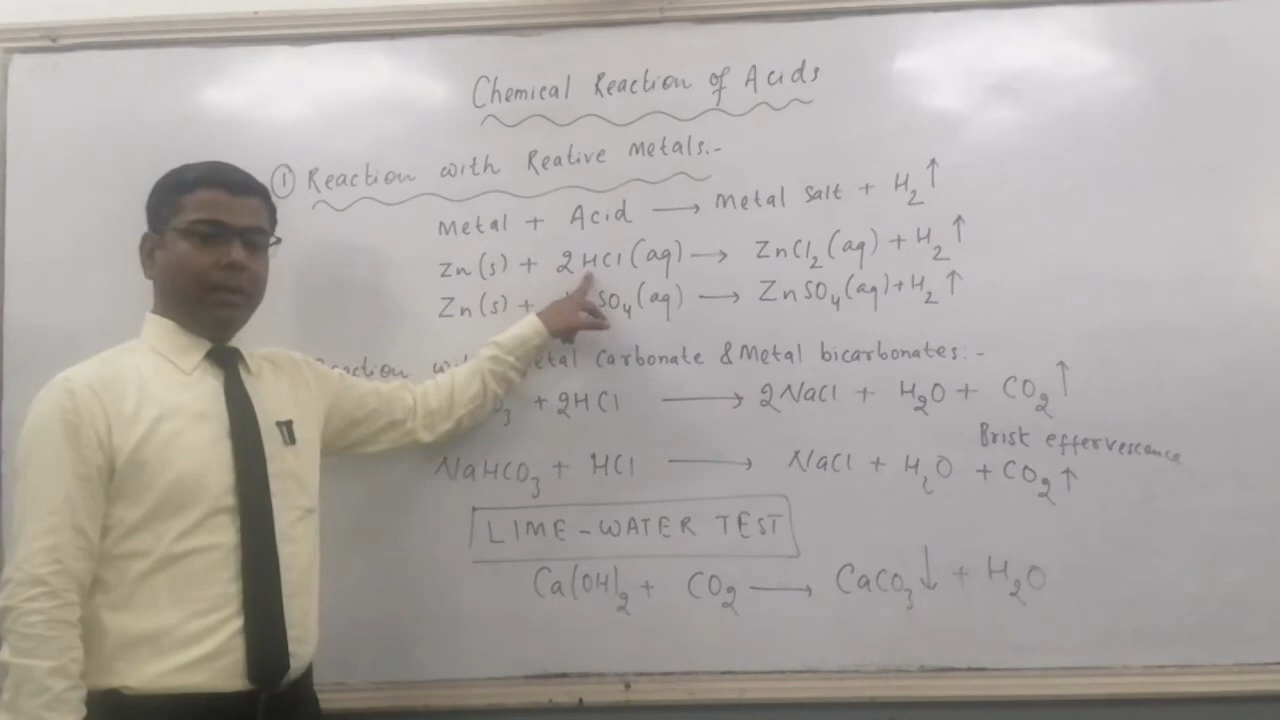 Chemical Reaction of Acids
① Reaction with Reative Metals:-
Metal + Acid ⟶ Metal Salt + H₂↑
Zn(s) + 2HCl(aq) ⟶ ZnCl₂(aq) + H₂↑
Zn(s) + SO₄(aq) ⟶ ZnSO₄(aq) + H₂↑
Carbonate & Metal bicarbonates:-
+ 2HCl ⟶ 2NaCl + H₂O + CO₂↑
Brisk effervescence
NaHCO₃ + HCl ⟶ NaCl + H₂O + CO₂↑
LIME-WATER TEST
Ca(OH)₂ + CO₂ ⟶ CaCO₃↓ + H₂O